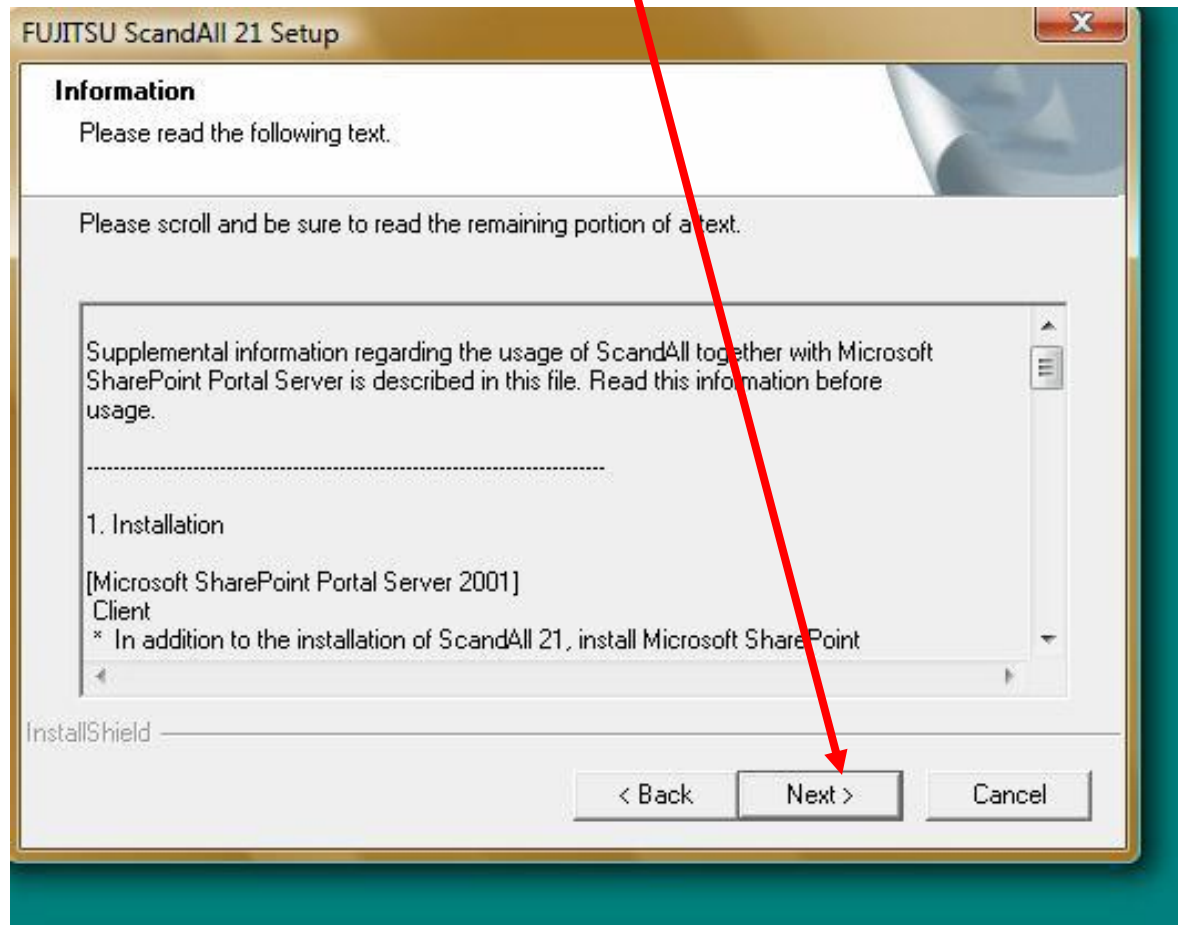 FUJITSU ScandAll 21 Setup
X
Information
Please read the following text.
Please scroll and be sure to read the remaining portion of a text.
Supplemental information regarding the usage of ScandAll together with Microsoft
SharePoint Portal Server is described in this file. Read this information before
usage.
----------------------------------------------------------------------------
1. Installation
[Microsoft SharePoint Portal Server 2001]
Client
* In addition to the installation of ScandAll 21, install Microsoft SharePoint
InstallShield
< Back
Next >
Cancel